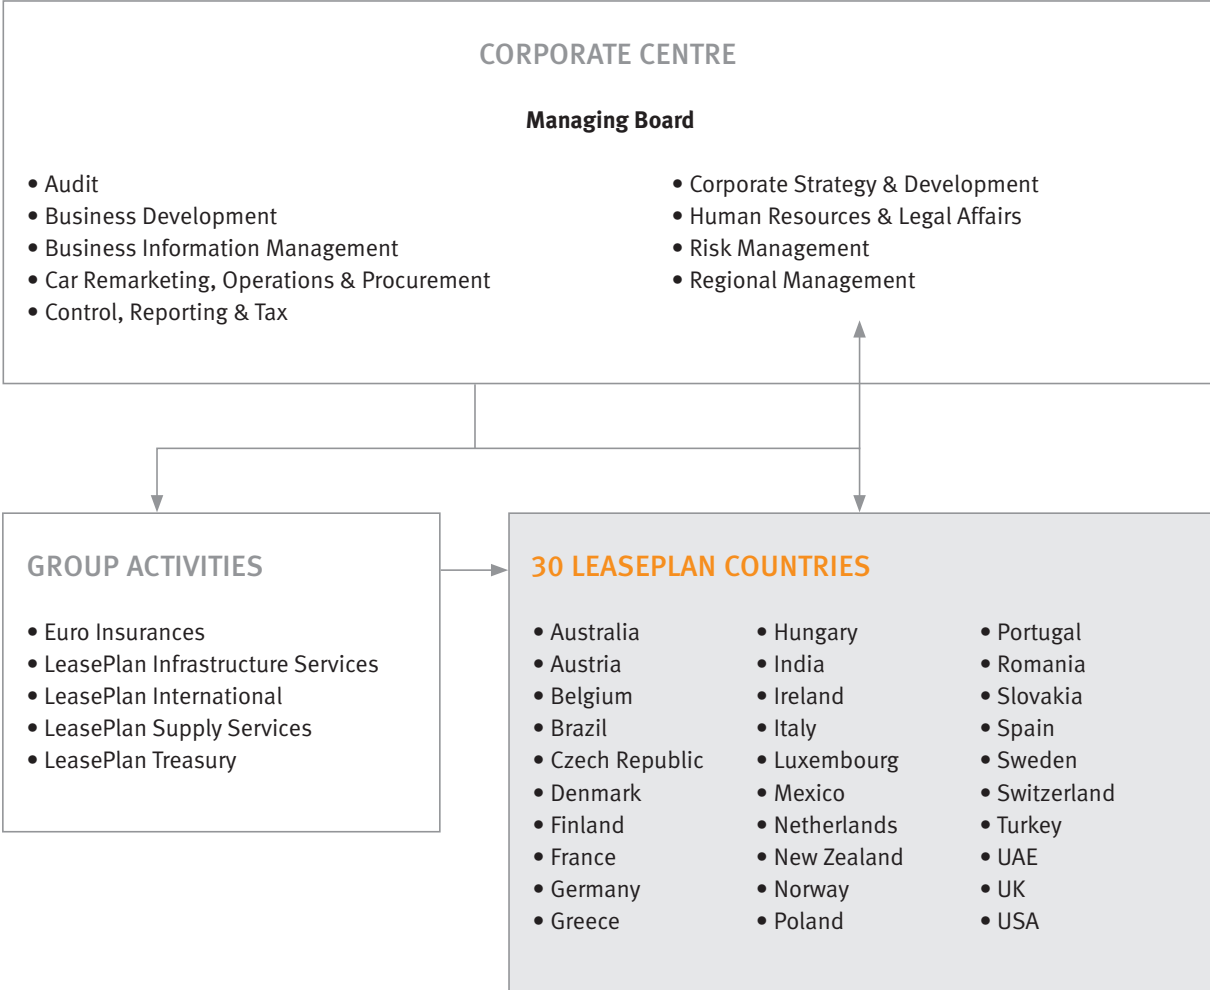 CORPORATE CENTRE
Managing Board
• Audit
• Business Development
• Business Information Management
• Car Remarketing, Operations & Procurement
• Control, Reporting & Tax
• Corporate Strategy & Development
• Human Resources & Legal Affairs
• Risk Management
• Regional Management
GROUP ACTIVITIES
• Euro Insurances
• LeasePlan Infrastructure Services
• LeasePlan International
• LeasePlan Supply Services
• LeasePlan Treasury
30 LEASEPLAN COUNTRIES
• Australia
• Austria
• Belgium
• Brazil
• Czech Republic
• Denmark
• Finland
• France
• Germany
• Greece
• Hungary
• India
• Ireland
• Italy
• Luxembourg
• Mexico
• Netherlands
• New Zealand
• Norway
• Poland
• Portugal
• Romania
• Slovakia
• Spain
• Sweden
• Switzerland
• Turkey
• UAE
• UK
• USA